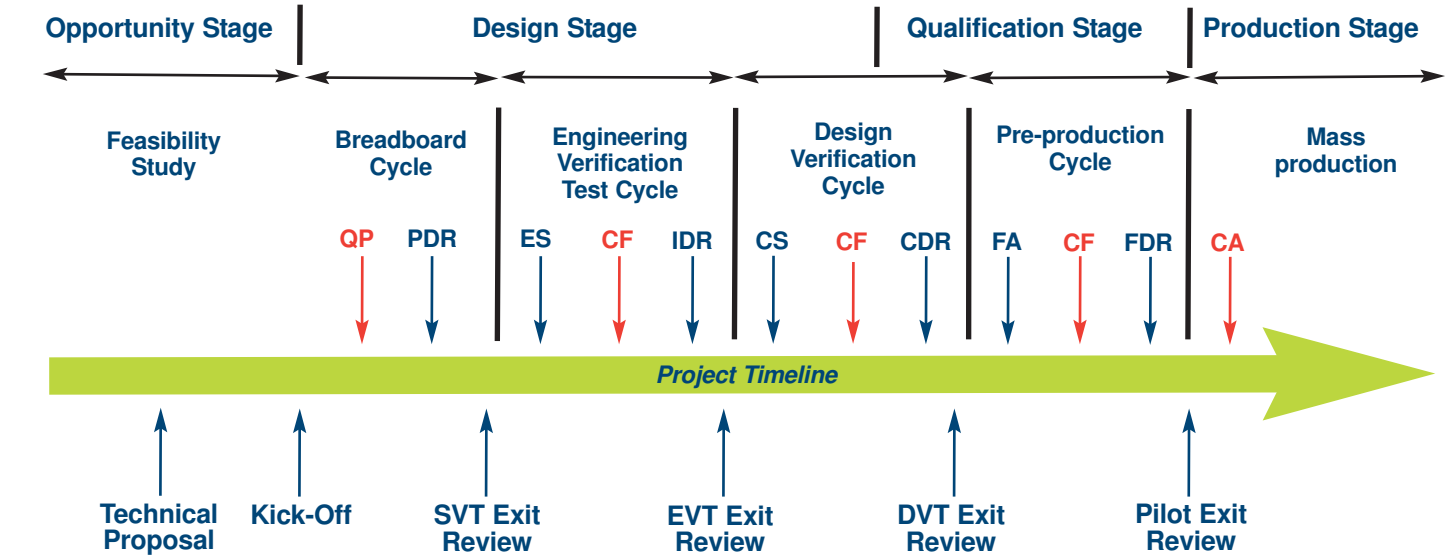 Opportunity Stage
Design Stage
Qualification Stage
Production Stage
Feasibility
Study
Breadboard
Cycle
Engineering
Verification
Test Cycle
Design
Verification
Cycle
Pre-production
Cycle
Mass
production
QP
PDR
ES
CF
IDR
CS
CF
CDR
FA
CF
FDR
CA
Project Timeline
Technical
Proposal
Kick-Off
SVT Exit
Review
EVT Exit
Review
DVT Exit
Review
Pilot Exit
Review